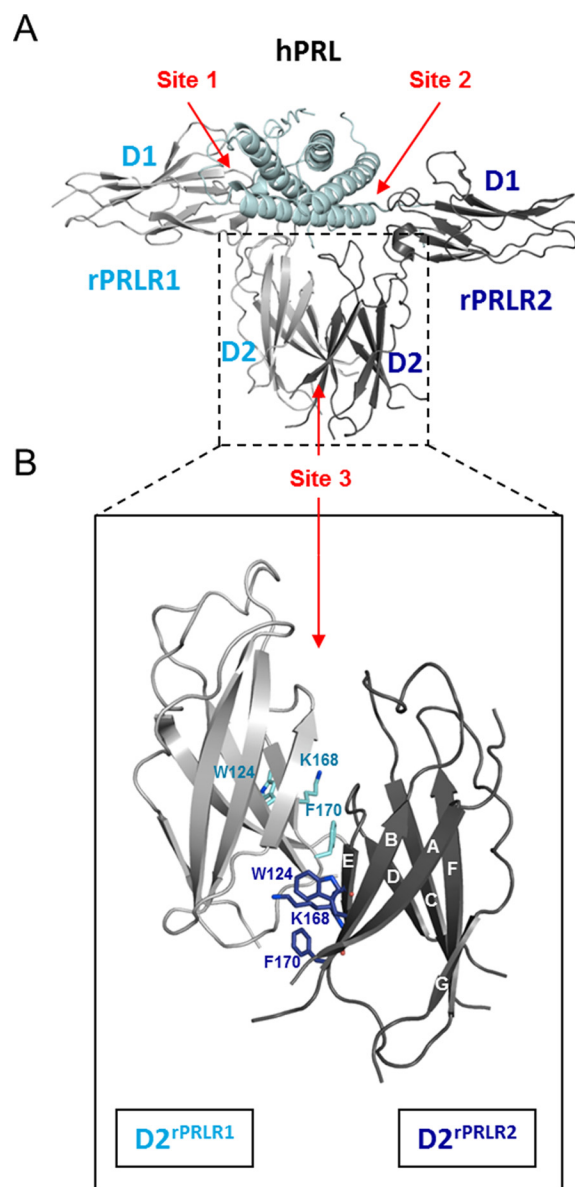 A
hPRL
Site 1
Site 2
D1
D1
rPRLR1
rPRLR2
D2
D2
B
Site 3
W124
K168
F170
B
A
E
F
W124
D
C
K168
F170
G
D2rPRLR1
D2rPRLR2